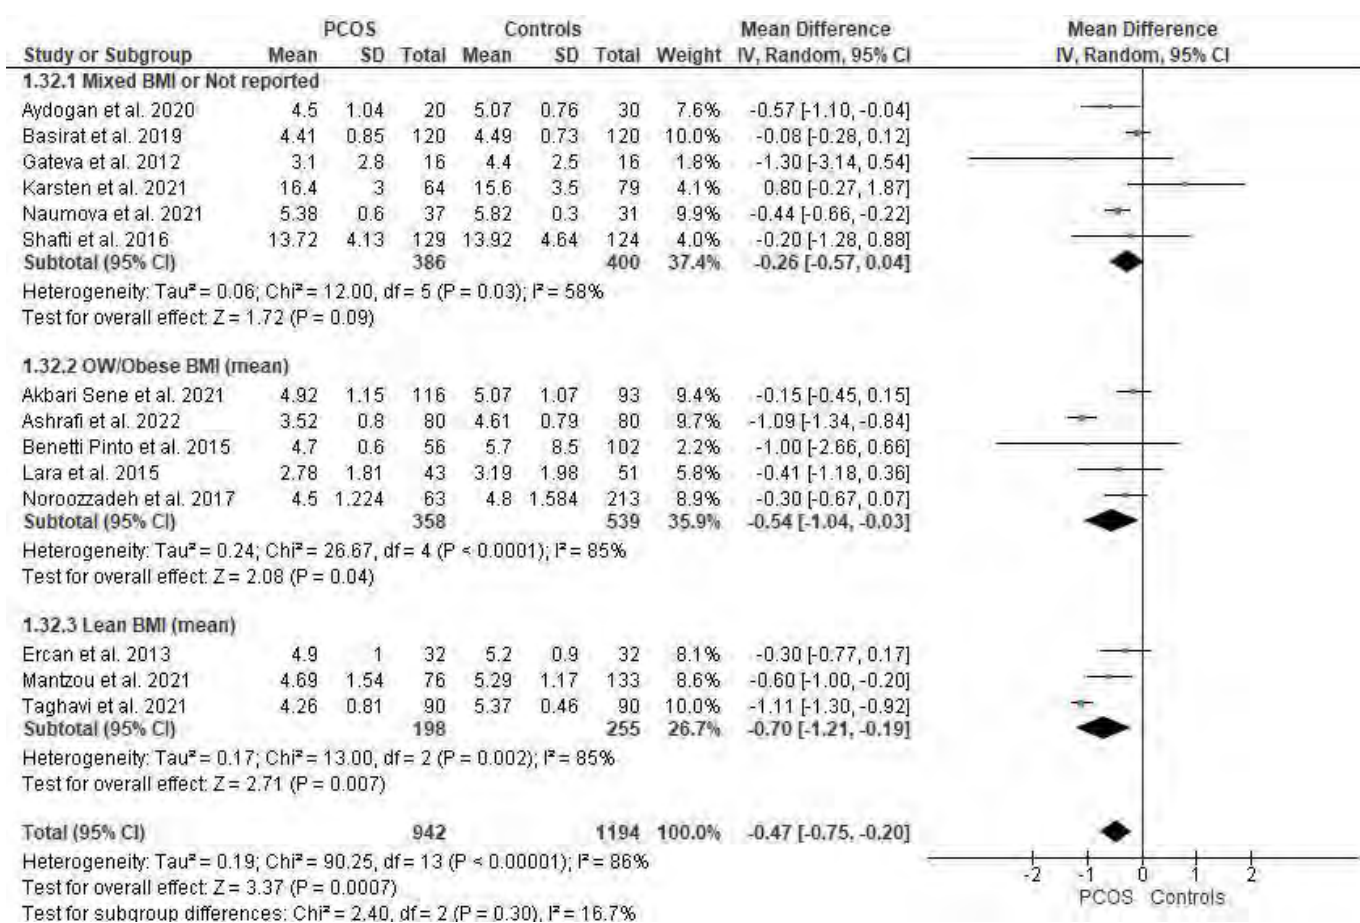 PCOS Controls Mean Difference Mean Difference
Study or Subgroup Mean SD Total Mean SD Total Weight IV, Random, 95% CI IV, Random, 95% CI
1.32.1 Mixed BMI or Not reported
Aydogan et al. 2020 4.5 1.04 20 5.07 0.76 30 7.6% -0.57 [-1.10, -0.04]
Basirat et al. 2019 4.41 0.85 120 4.49 0.73 120 10.0% -0.08 [-0.28, 0.12]
Gateva et al. 2012 3.1 2.8 16 4.4 2.5 16 1.8% -1.30 [-3.14, 0.54]
Karsten et al. 2021 16.4 3 64 15.6 3.5 79 4.1% 0.80 [-0.27, 1.87]
Naumova et al. 2021 5.38 0.6 37 5.82 0.3 31 9.9% -0.44 [-0.66, -0.22]
Shafti et al. 2016 13.72 4.13 129 13.92 4.64 124 4.0% -0.20 [-1.28, 0.88]
Subtotal (95% CI) 386 400 37.4% -0.26 [-0.57, 0.04]
Heterogeneity: Tau² = 0.06; Chi² = 12.00, df = 5 (P = 0.03); I² = 58%
Test for overall effect: Z = 1.72 (P = 0.09)
1.32.2 OW/Obese BMI (mean)
Akbari Sene et al. 2021 4.92 1.15 116 5.07 1.07 93 9.4% -0.15 [-0.45, 0.15]
Ashrafi et al. 2022 3.52 0.8 80 4.61 0.79 80 9.7% -1.09 [-1.34, -0.84]
Benetti Pinto et al. 2015 4.7 0.6 56 5.7 8.5 102 2.2% -1.00 [-2.66, 0.66]
Lara et al. 2015 2.78 1.81 43 3.19 1.98 51 5.8% -0.41 [-1.18, 0.36]
Noroozzadeh et al. 2017 4.5 1.224 63 4.8 1.584 213 8.9% -0.30 [-0.67, 0.07]
Subtotal (95% CI) 358 539 35.9% -0.54 [-1.04, -0.03]
Heterogeneity: Tau² = 0.24; Chi² = 26.67, df = 4 (P < 0.0001); I² = 85%
Test for overall effect: Z = 2.08 (P = 0.04)
1.32.3 Lean BMI (mean)
Ercan et al. 2013 4.9 1 32 5.2 0.9 32 8.1% -0.30 [-0.77, 0.17]
Mantzou et al. 2021 4.69 1.54 76 5.29 1.17 133 8.6% -0.60 [-1.00, -0.20]
Taghavi et al. 2021 4.26 0.81 90 5.37 0.46 90 10.0% -1.11 [-1.30, -0.92]
Subtotal (95% CI) 198 255 26.7% -0.70 [-1.21, -0.19]
Heterogeneity: Tau² = 0.17; Chi² = 13.00, df = 2 (P = 0.002); I² = 85%
Test for overall effect: Z = 2.71 (P = 0.007)
Total (95% CI) 942 1194 100.0% -0.47 [-0.75, -0.20]
Heterogeneity: Tau² = 0.19; Chi² = 90.25, df = 13 (P < 0.00001); I² = 86%
Test for overall effect: Z = 3.37 (P = 0.0007)
Test for subgroup differences: Chi² = 2.40, df = 2 (P = 0.30), I² = 16.7%
-2 -1 0 1 2
PCOS Controls